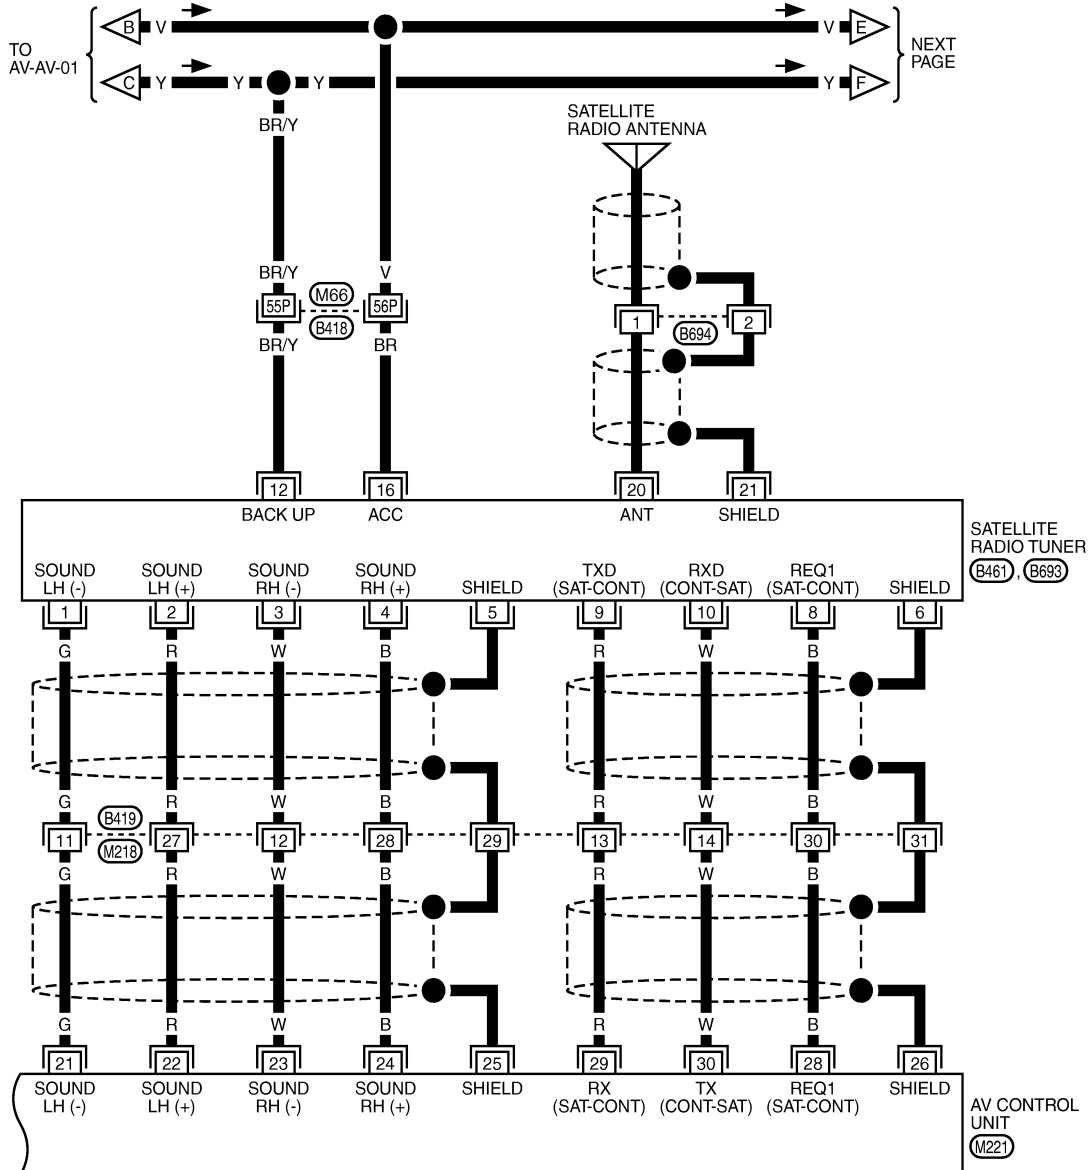 B V V E
TO
AV-AV-01
NEXT
PAGE
C Y Y Y Y F
SATELLITE
RADIO ANTENNA
BR/Y
BR/Y V
55P M66 56P
B418
BR/Y BR
1 B694 2
12 16 20 21
BACK UP ACC ANT SHIELD
SATELLITE
RADIO TUNER
B461 , B693
SOUND SOUND SOUND SOUND TXD RXD REQ1
LH (-) LH (+) RH (-) RH (+) SHIELD (SAT-CONT) (CONT-SAT) (SAT-CONT) SHIELD
1 2 3 4 5 9 10 8 6
G R W B R W B
G R W B R W B
B419
11 27 12 28 29 13 14 30 31
M218
G R W B R W B
G R W B R W B
21 22 23 24 25 29 30 28 26
SOUND SOUND SOUND SOUND SHIELD RX TX REQ1 SHIELD
LH (-) LH (+) RH (-) RH (+) (SAT-CONT) (CONT-SAT) (SAT-CONT)
AV CONTROL
UNIT
M221